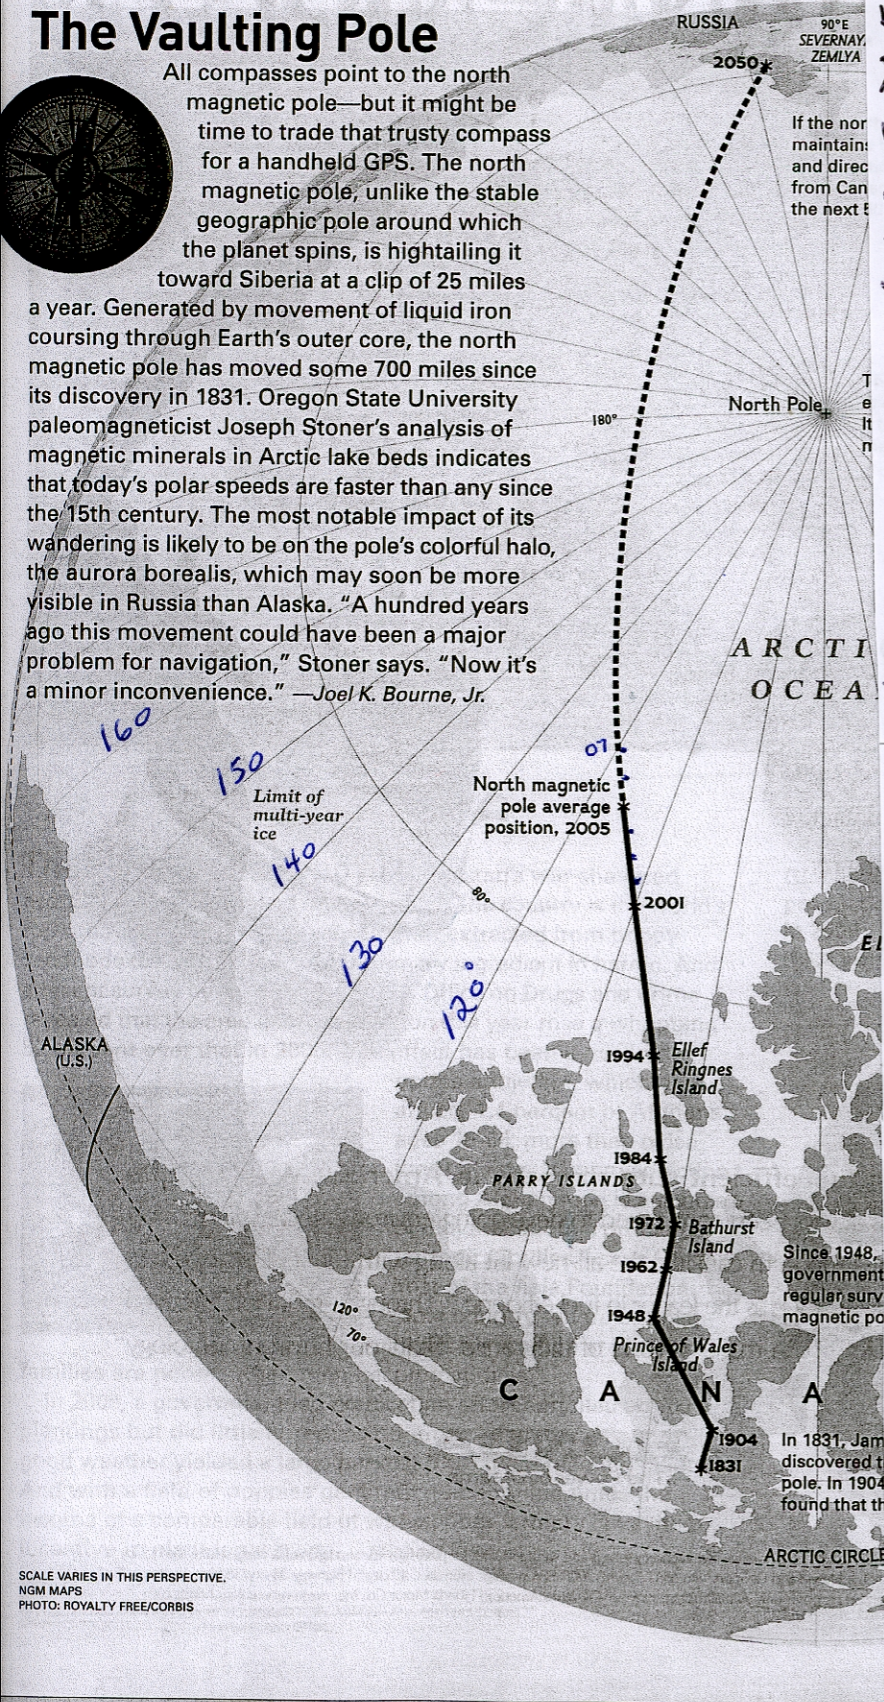 The Vaulting Pole
All compasses point to the north
magnetic pole—but it might be
time to trade that trusty compass
for a handheld GPS. The north
magnetic pole, unlike the stable
geographic pole around which
the planet spins, is hightailing it
toward Siberia at a clip of 25 miles
a year. Generated by movement of liquid iron
coursing through Earth's outer core, the north
magnetic pole has moved some 700 miles since
its discovery in 1831. Oregon State University
paleomagneticist Joseph Stoner's analysis of
magnetic minerals in Arctic lake beds indicates
that today's polar speeds are faster than any since
the 15th century. The most notable impact of its
wandering is likely to be on the pole's colorful halo,
the aurora borealis, which may soon be more
visible in Russia than Alaska. “A hundred years
ago this movement could have been a major
problem for navigation,” Stoner says. “Now it's
a minor inconvenience.” —Joel K. Bourne, Jr.
RUSSIA
90°E
SEVERNAY
ZEMLYA
2050
If the nor
maintain
and direc
from Can
the next
180°
North Pole
T
e
It
ARCTI
OCEA
160
150
140
130
120°
07
Limit of
multi-year
ice
North magnetic
pole average
position, 2005
80°
2001
EL
ALASKA
(U.S.)
1994
Ellef
Ringnes
Island
1984
PARRY ISLANDS
1972
Bathurst
Island
1962
1948
Since 1948,
government
regular surv
magnetic po
120°
70°
Prince of Wales
Island
C A N A
1904
1831
In 1831, Jam
discovered t
pole. In 1904
found that th
ARCTIC CIRCLE
SCALE VARIES IN THIS PERSPECTIVE.
NGM MAPS
PHOTO: ROYALTY FREE/CORBIS